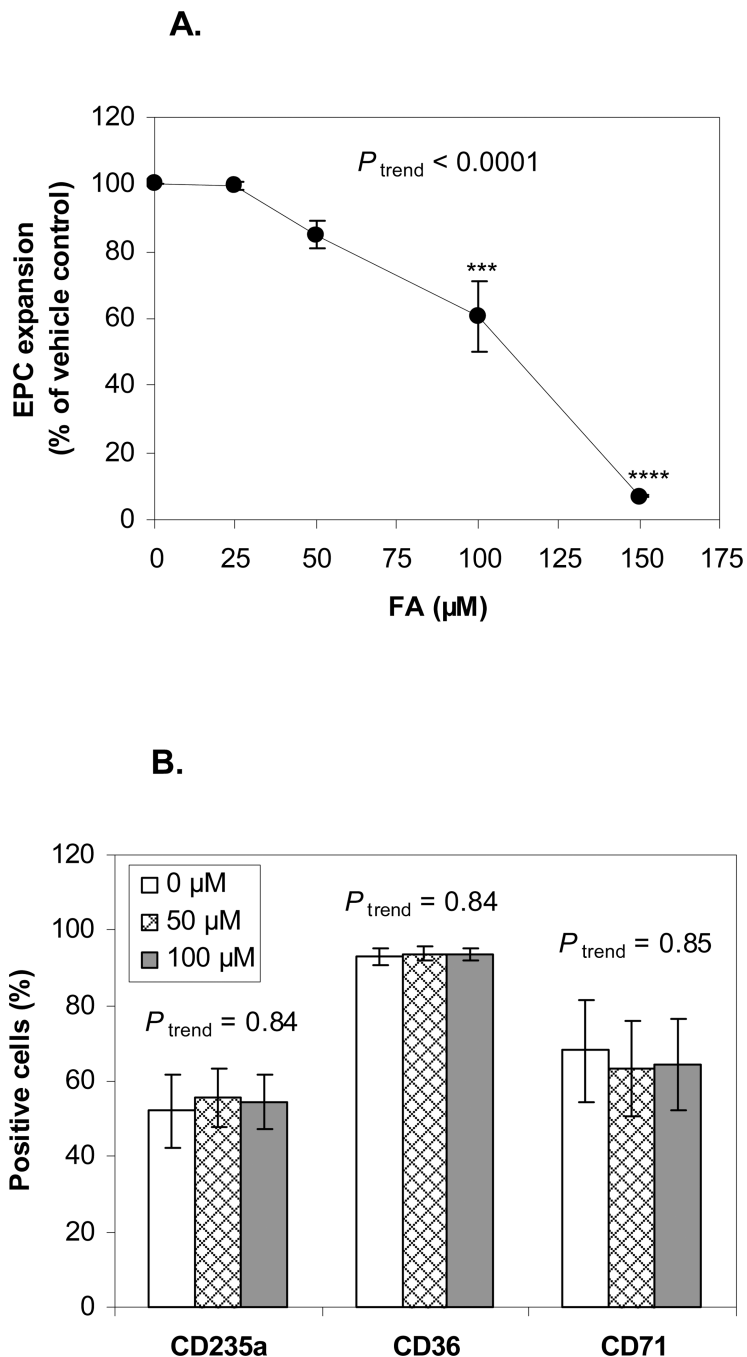 A.
120
100
80
60
40
20
0
EPC expansion
(% of vehicle control)
P trend < 0.0001
***
****
0 25 50 75 100 125 150 175
FA (µM)
B.
120
100
80
60
40
20
0
Positive cells (%)
0 µM
50 µM
100 µM
P trend = 0.84
P trend = 0.84
P trend = 0.85
CD235a CD36 CD71